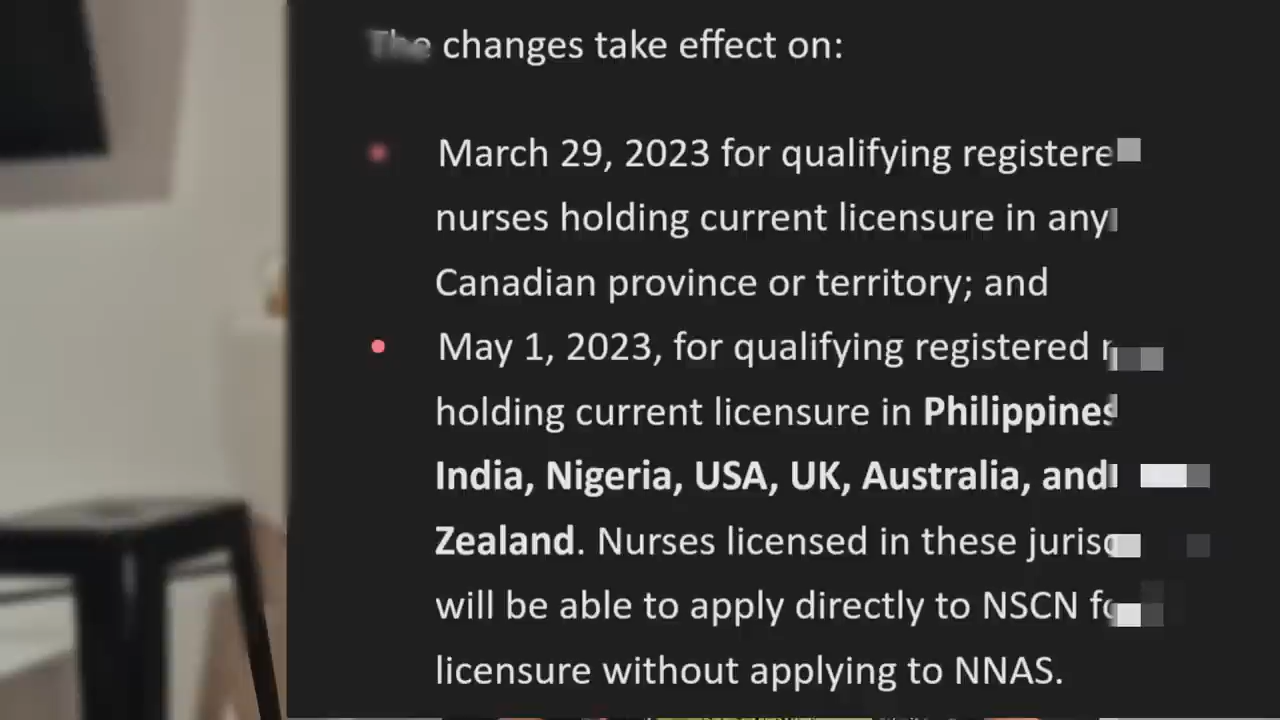 The changes take effect on:
March 29, 2023 for qualifying
nurses holding current licensure in any
Canadian province or territory; and
May 1, 2023, for qualifying registered
holding current licensure in Philippines
India, Nigeria, USA, UK, Australia, and
Zealand. Nurses licensed in these
will be able to apply directly to NSCN
licensure without applying to NNAS.